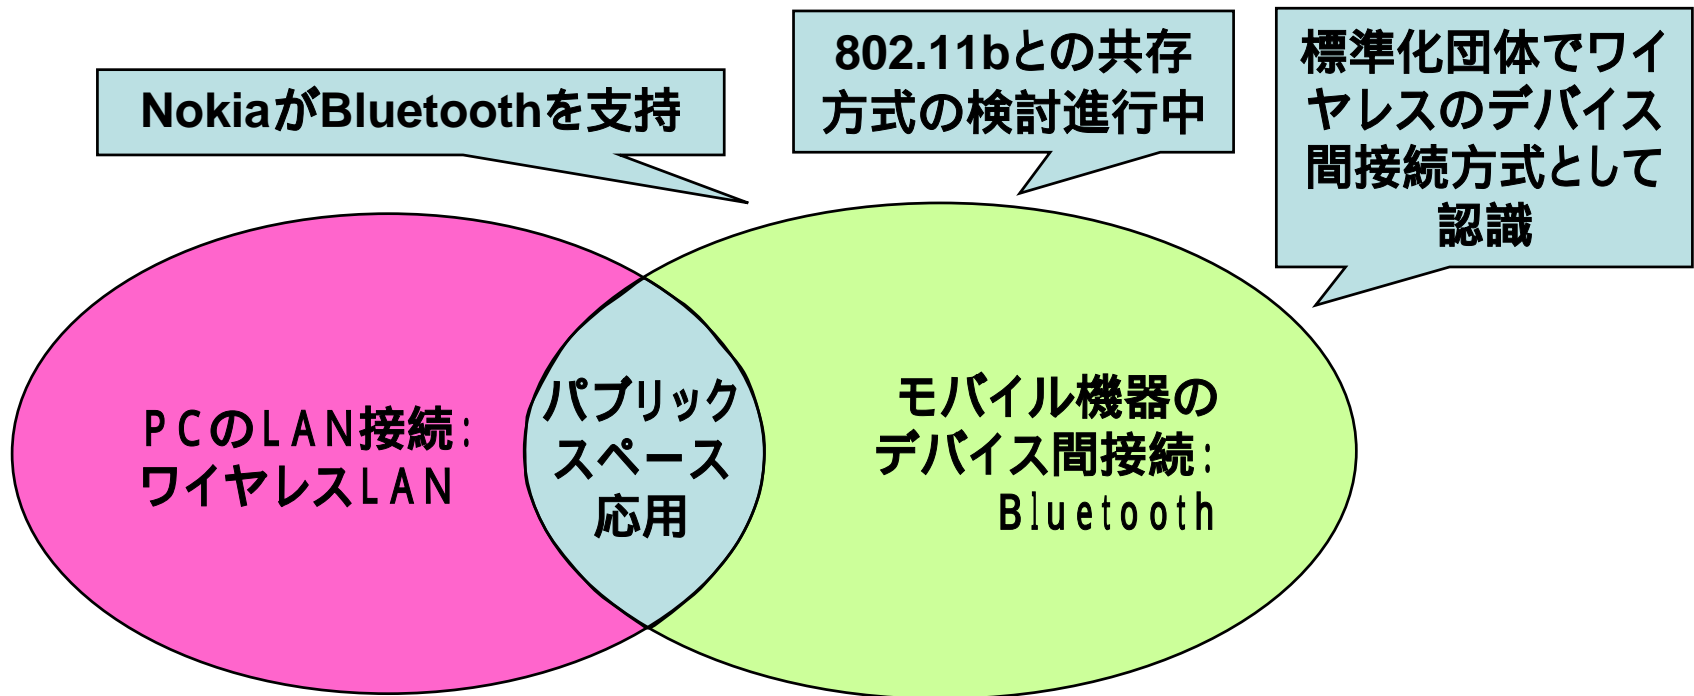 NokiaがBluetoothを支持
802.11bとの共存
方式の検討進行中
標準化団体でワイ
ヤレスのデバイス
間接続方式として
認識
PCのLAN接続:
ワイヤレスLAN
パブリック
スペース
応用
モバイル機器の
デバイス間接続:
Bluetooth